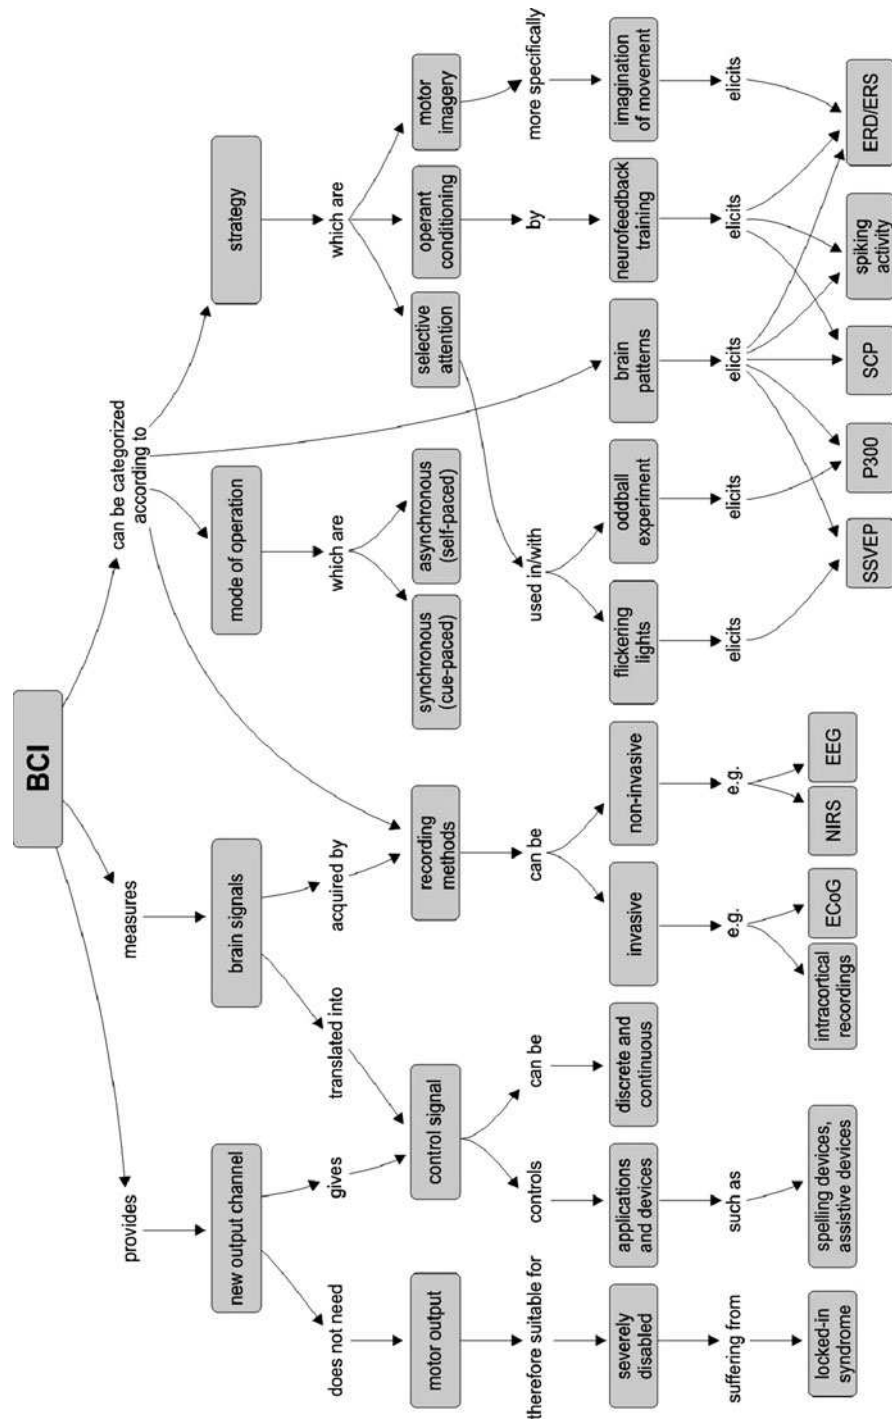 BCI
provides
measures
can be categorized
according to
new output channel
brain signals
mode of operation
strategy
does not need
gives
translated into
acquired by
which are
which are
motor output
control signal
recording
methods
synchronous
(cue-paced)
asynchronous
(self-paced)
selective
attention
operant
conditioning
motor
imagery
therefore suitable for
controls
can be
can be
used in/with
by
more specifically
severely
disabled
applications
and devices
discrete and
continuous
invasive
non-invasive
flickering
lights
oddball
experiment
brain
patterns
neurofeedback
training
imagination
of movement
suffering from
such as
e.g.
e.g.
elicits
elicits
elicits
elicits
elicits
locked-in
syndrome
spelling devices,
assistive devices
intracortical
recordings
ECoG
NIRS
EEG
SSVEP
P300
SCP
spiking
activity
ERD/ERS